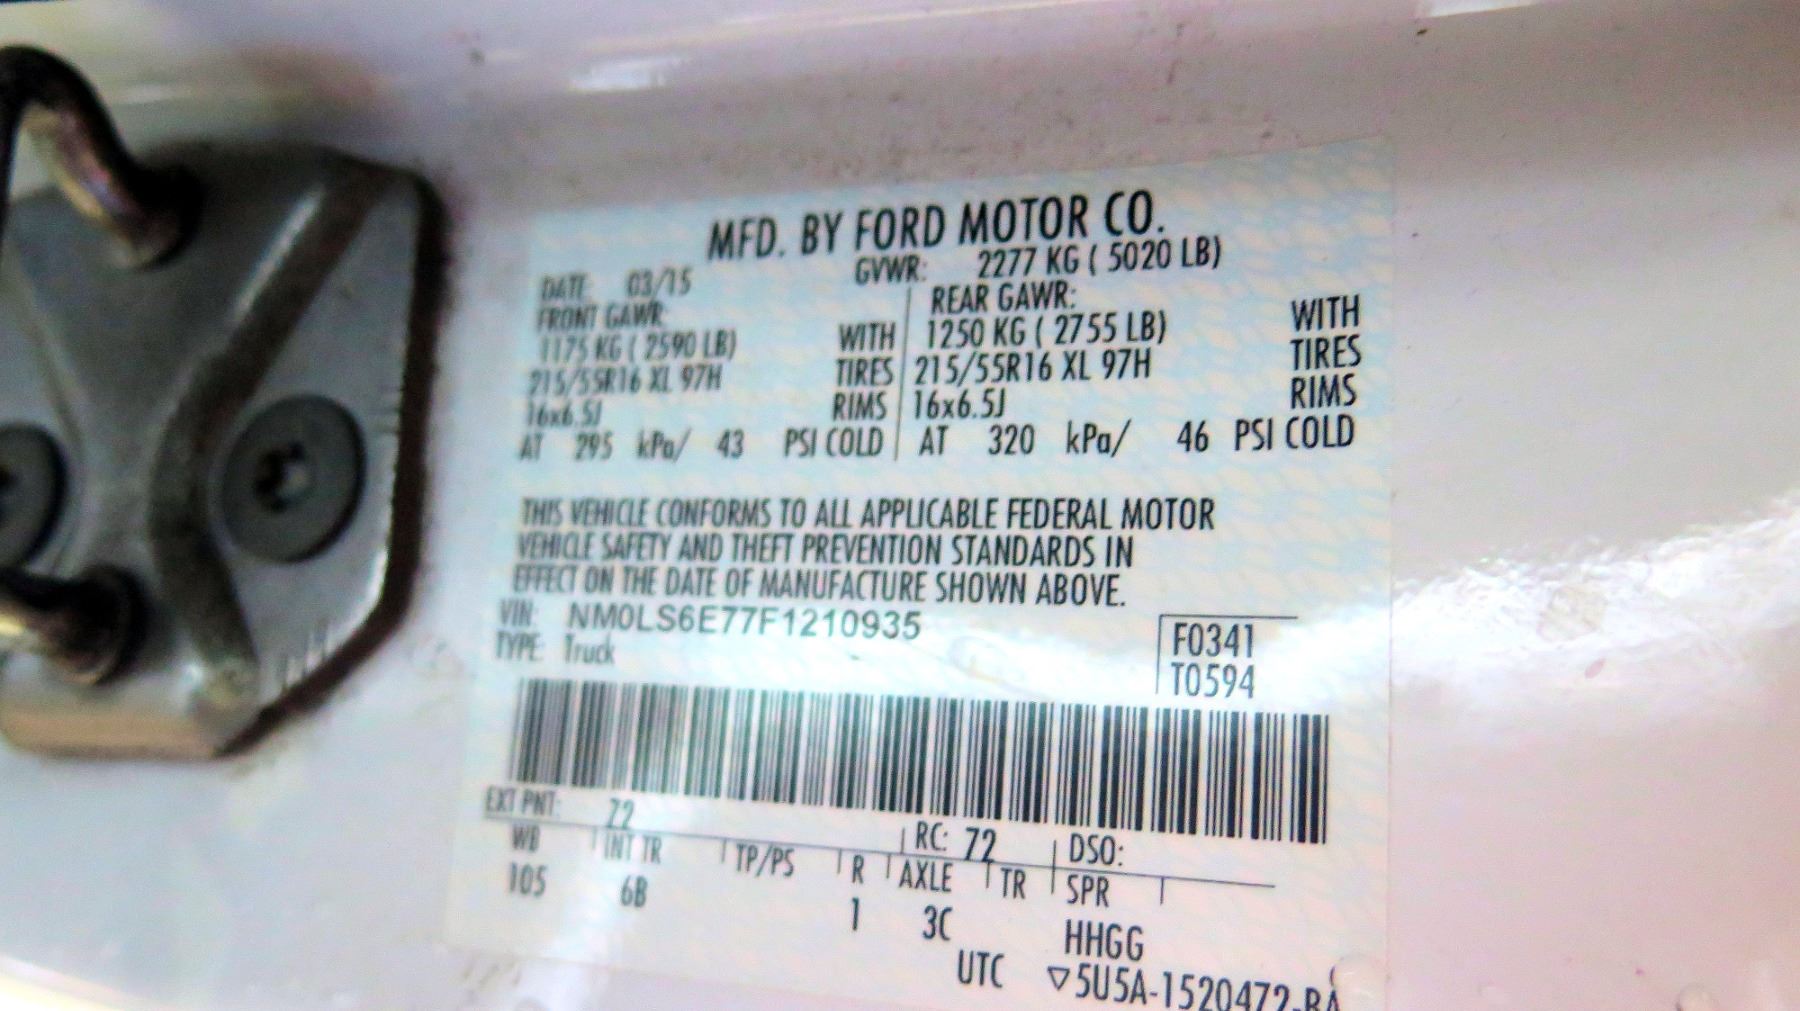 MFD. BY FORD MOTOR CO.
DATE: 03/15 GVWR: 2277 KG ( 5020 LB)
FRONT GAWR: REAR GAWR:
1175 KG ( 2590 LB) WITH 1250 KG ( 2755 LB) WITH
215/55R16 XL 97H TIRES 215/55R16 XL 97H TIRES
16x6.5J RIMS 16x6.5J RIMS
AT 295 kPa/ 43 PSI COLD AT 320 kPa/ 46 PSI COLD
THIS VEHICLE CONFORMS TO ALL APPLICABLE FEDERAL MOTOR
VEHICLE SAFETY AND THEFT PREVENTION STANDARDS IN
EFFECT ON THE DATE OF MANUFACTURE SHOWN ABOVE.
VIN: NM0LS6E77F1210935
TYPE: Truck
F0341
T0594
EXT PNT: 72 RC: 72 DSO:
WB INT TR TP/PS R AXLE TR SPR
105 6B 1 3C HHGG
UTC ▽5U5A-1520472-BA